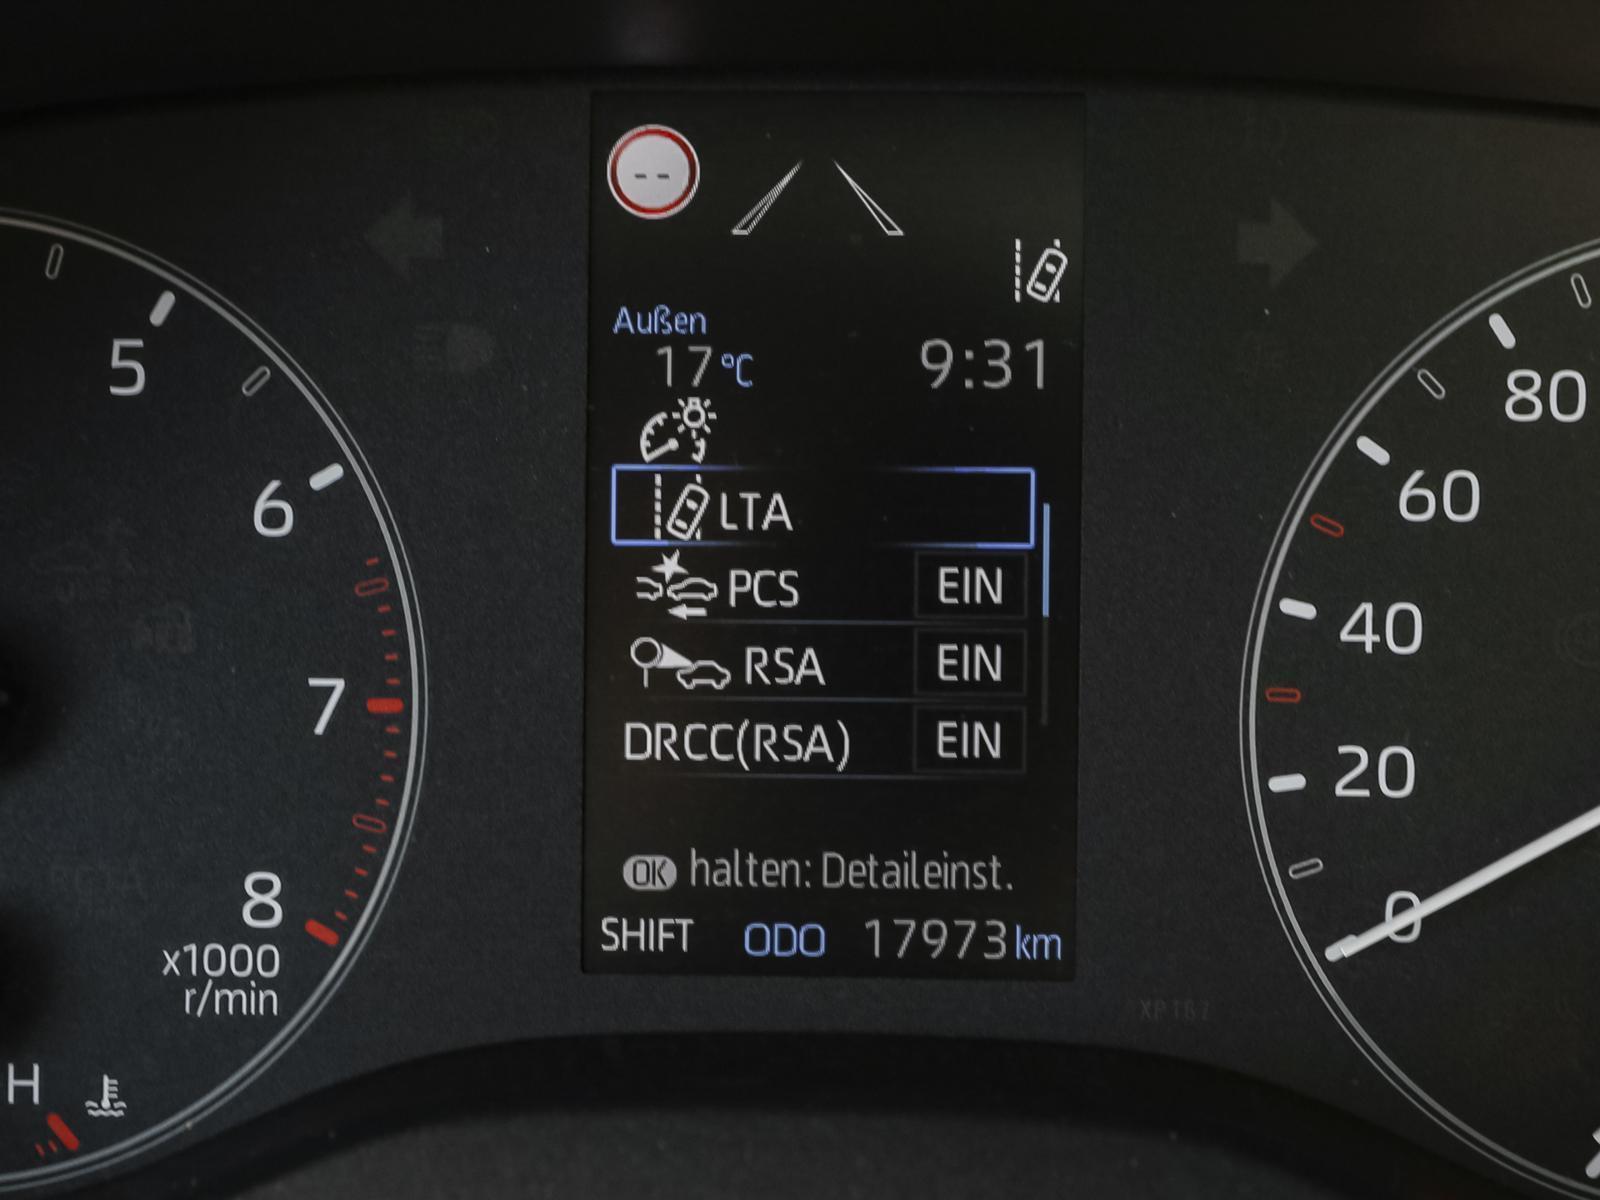 --
Außen
17 °C 9:31
LTA
PCS EIN
RSA EIN
DRCC(RSA) EIN
OK halten: Detaileinst.
SHIFT ODO 17973 km
5
6
7
8
x1000
r/min
H
80
60
40
20
0